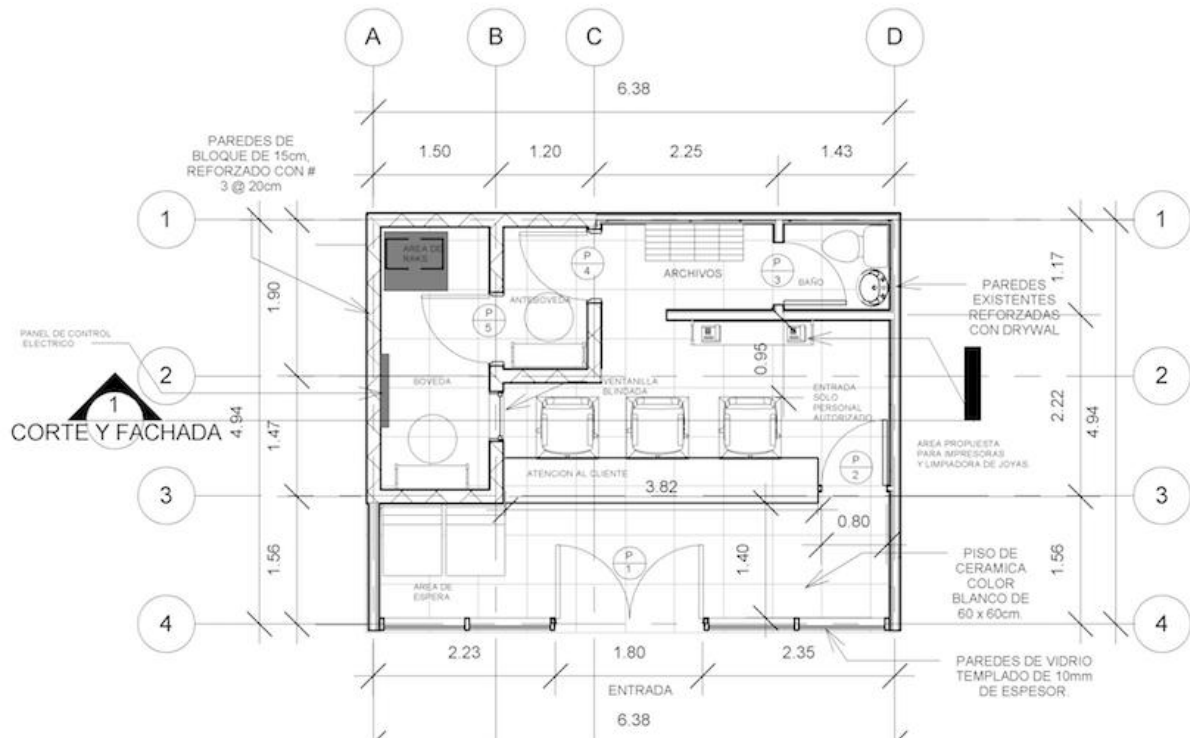 A
B
C
D
6.38
PAREDES DE
BLOQUE DE 15cm,
REFORZADO CON #
3 @ 20cm
1.50
1.20
2.25
1.43
1
1
AREA DE
RAKS
P
4
ARCHIVOS
P
3
BAÑO
1.17
PAREDES
EXISTENTES
REFORZADAS
CON DRYWAL
1.90
ANTEBOVEDA
P
5
PANEL DE CONTROL
ELECTRICO
2
BOVEDA
VENTANILLA
BLINDADA
0.95
ENTRADA
SOLO
PERSONAL
AUTORIZADO
2
1
CORTE Y FACHADA
4.94
1.47
2.22
4.94
AREA PROPUESTA
PARA IMPRESORAS
Y LIMPIADORA DE JOYAS.
ATENCION AL CLIENTE
P
2
3
3.82
3
0.80
1.56
AREA DE
ESPERA
P
1
1.40
PISO DE
CERAMICA
COLOR
BLANCO DE
60 x 60cm.
1.56
4
4
2.23
1.80
2.35
PAREDES DE VIDRIO
TEMPLADO DE 10mm
DE ESPESOR.
ENTRADA
6.38